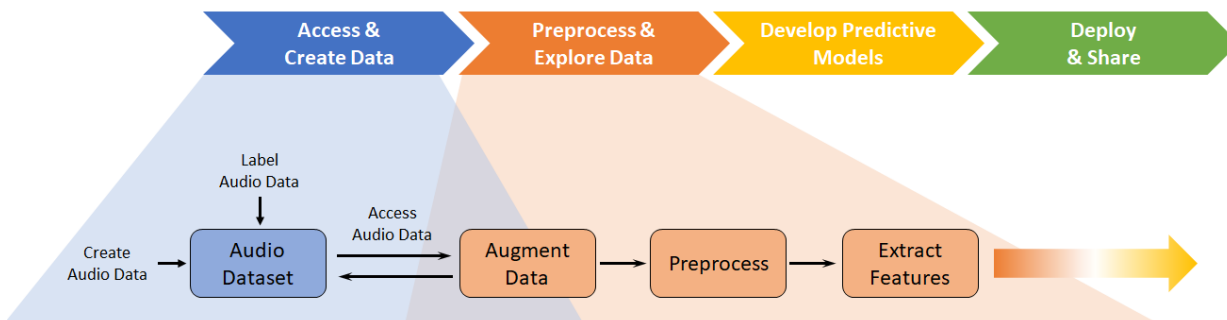 Access &
Create Data
Preprocess &
Explore Data
Develop Predictive
Models
Deploy
& Share
Label
Audio Data
Access
Audio Data
Create
Audio Data
Audio
Dataset
Augment
Data
Preprocess
Extract
Features